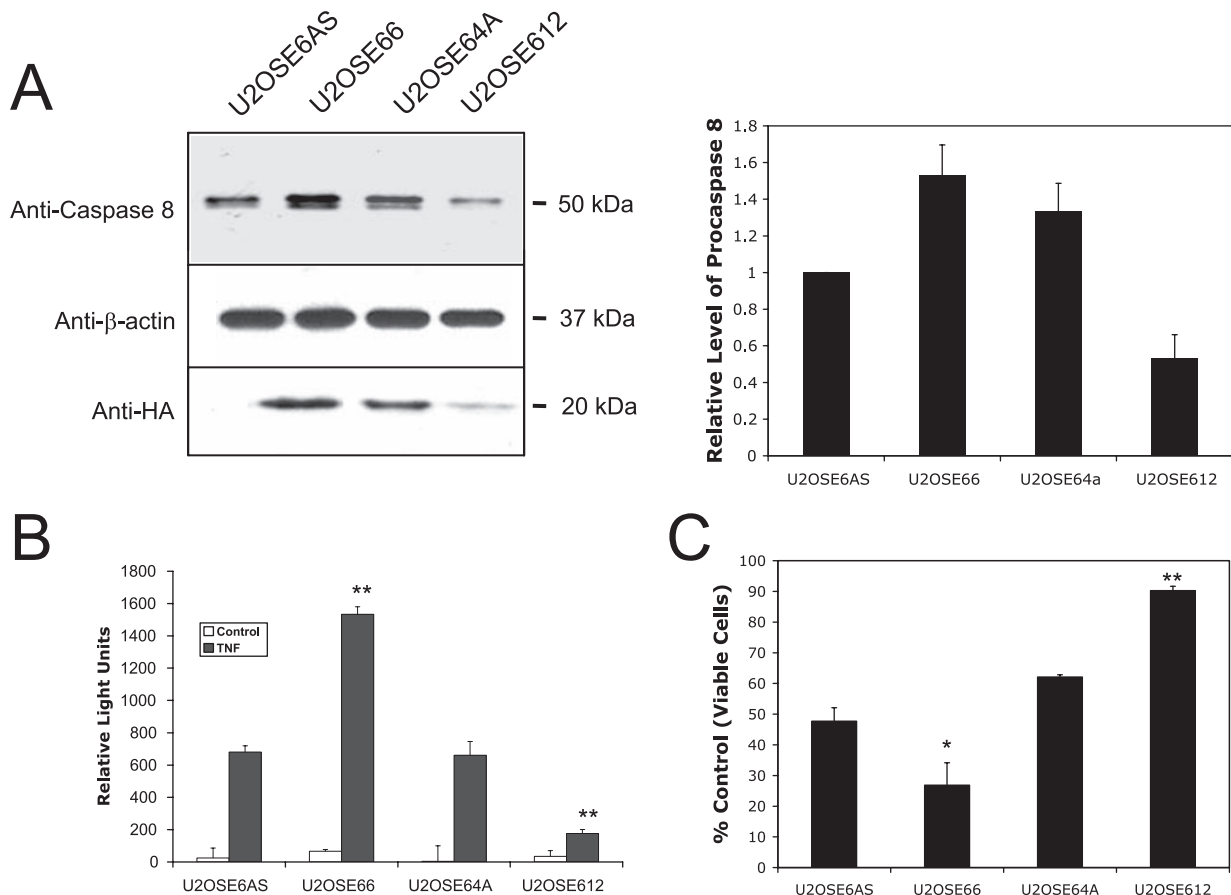 A
U2OSE6AS
U2OSE66
U2OSE64A
U2OSE612
Anti-Caspase 8
50 kDa
Anti-β-actin
37 kDa
Anti-HA
20 kDa
Relative Level of Procaspase 8
1.8
1.6
1.4
1.2
1
0.8
0.6
0.4
0.2
0
U2OSE6AS U2OSE66 U2OSE64a U2OSE612
B
Relative Light Units
1800
1600
1400
1200
1000
800
600
400
200
0
Control
TNF
**
**
U2OSE6AS U2OSE66 U2OSE64A U2OSE612
C
% Control (Viable Cells)
100
90
80
70
60
50
40
30
20
10
0
*
**
U2OSE6AS U2OSE66 U2OSE64A U2OSE612